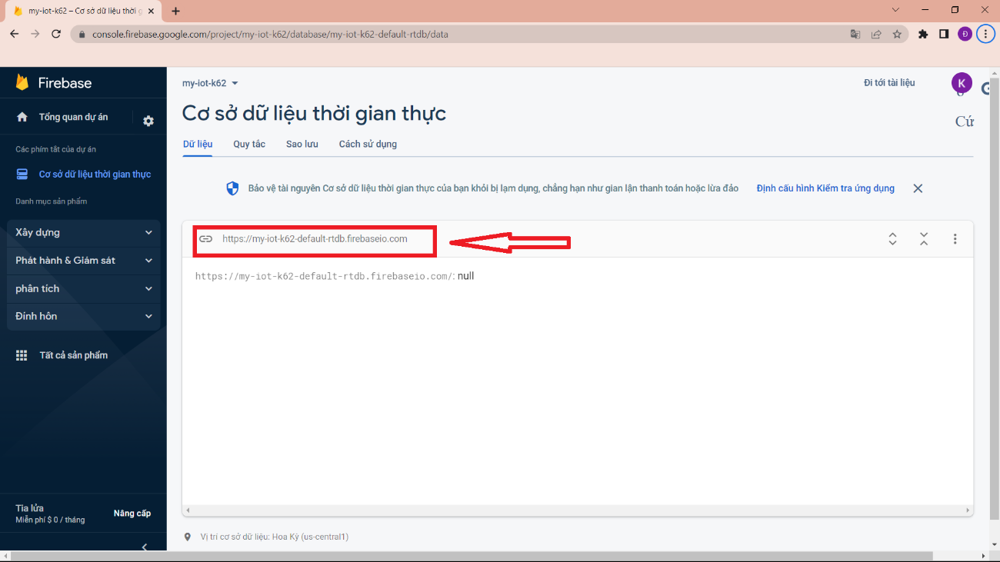 my-iot-k62 – Cơ sở dữ liệu thời g
console.firebase.google.com/project/my-iot-k62/database/my-iot-k62-default-rtdb/data
Đ
Firebase
my-iot-k62
Đi tới tài liệu
K
Tổng quan dự án
Cơ sở dữ liệu thời gian thực
Cứ
Các phím tắt của dự án
Dữ liệu
Quy tắc
Sao lưu
Cách sử dụng
Cơ sở dữ liệu thời gian thực
Bảo vệ tài nguyên Cơ sở dữ liệu thời gian thực của bạn khỏi bị lạm dụng, chẳng hạn như gian lận thanh toán hoặc lừa đảo
Định cấu hình Kiểm tra ứng dụng
Danh mục sản phẩm
Xây dựng
https://my-iot-k62-default-rtdb.firebaseio.com
Phát hành & Giám sát
https://my-iot-k62-default-rtdb.firebaseio.com/: null
phân tích
Đính hôn
Tất cả sản phẩm
Tia lửa
Miễn phí $ 0 / tháng
Nâng cấp
Vị trí cơ sở dữ liệu: Hoa Kỳ (us-central1)